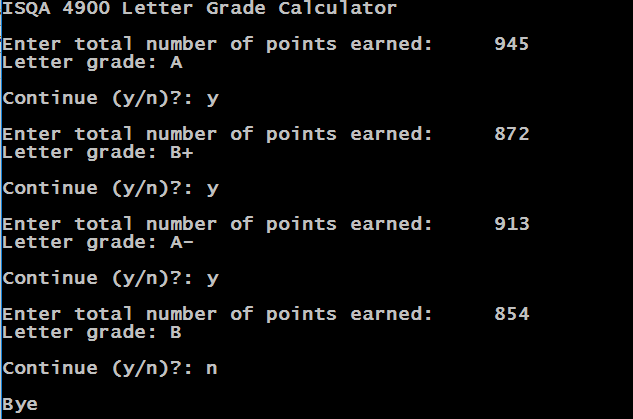 ISQA 4900 Letter Grade Calculator
Enter total number of points earned:     945
Letter grade: A
Continue (y/n)?: y
Enter total number of points earned:     872
Letter grade: B+
Continue (y/n)?: y
Enter total number of points earned:     913
Letter grade: A-
Continue (y/n)?: y
Enter total number of points earned:     854
Letter grade: B
Continue (y/n)?: n
Bye